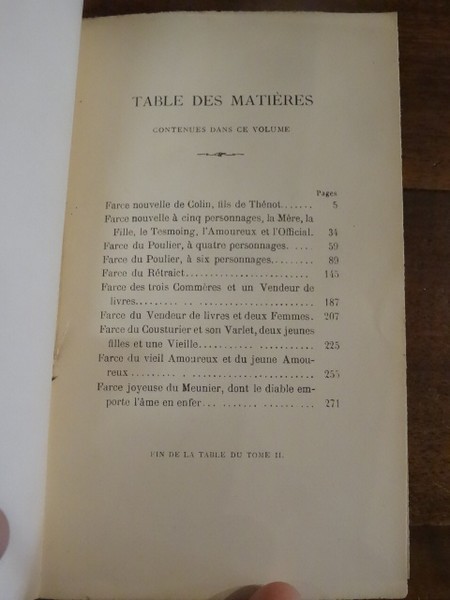 TABLE DES MATIÈRES
CONTENUES DANS CE VOLUME
Pages
Farce nouvelle de Colin, fils de Thénot....... 5
Farce nouvelle à cinq personnages, la Mère, la
Fille, le Tesmoing, l'Amoureux et l'Official. 34
Farce du Poulier, à quatre personnages. .... 59
Farce du Poulier, à six personnages......... 89
Farce du Rétraict........................ 145
Farce des trois Commères et un Vendeur de
livres......... .. ................ 187
Farce du Vendeur de livres et deux Femmes. 207
Farce du Cousturier et son Varlet, deux jeunes
filles et une Vieille.................. 225
Farce du vieil Amoureux et du jeune Amou-
reux ......... . .................. 255
Farce joyeuse du Meunier, dont le diable em-
porte l'âme en enfer... ....... ...... ... 271
FIN DE LA TABLE DU TOME II.